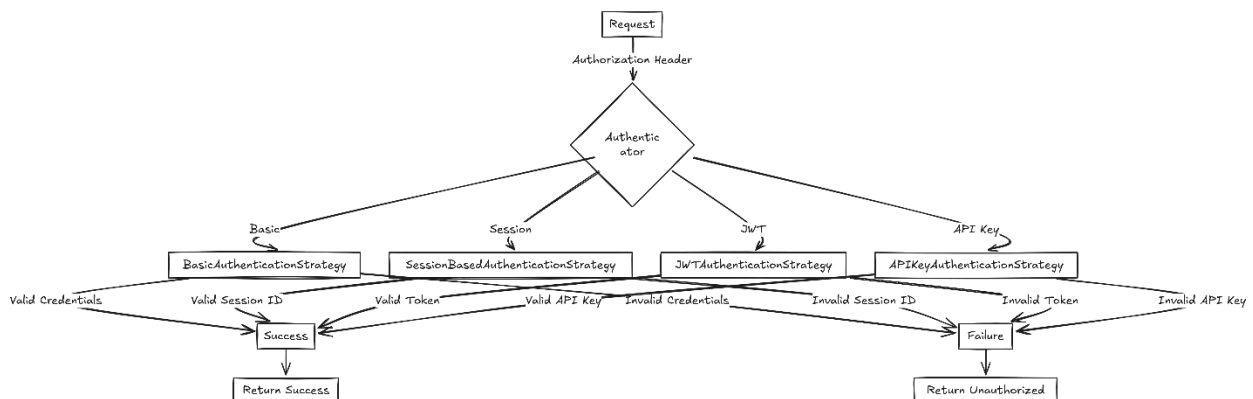 Request
Authorization Header
Authentic
ator
Basic
Session
JWT
API Key
BasicAuthenticationStrategy
SessionBasedAuthenticationStrategy
JWTAuthenticationStrategy
APIKeyAuthenticationStrategy
Valid Credentials
Valid Session ID
Valid Token
Valid API Key
Invalid Credentials
Invalid Session ID
Invalid Token
Invalid API Key
Success
Failure
Return Success
Return Unauthorized